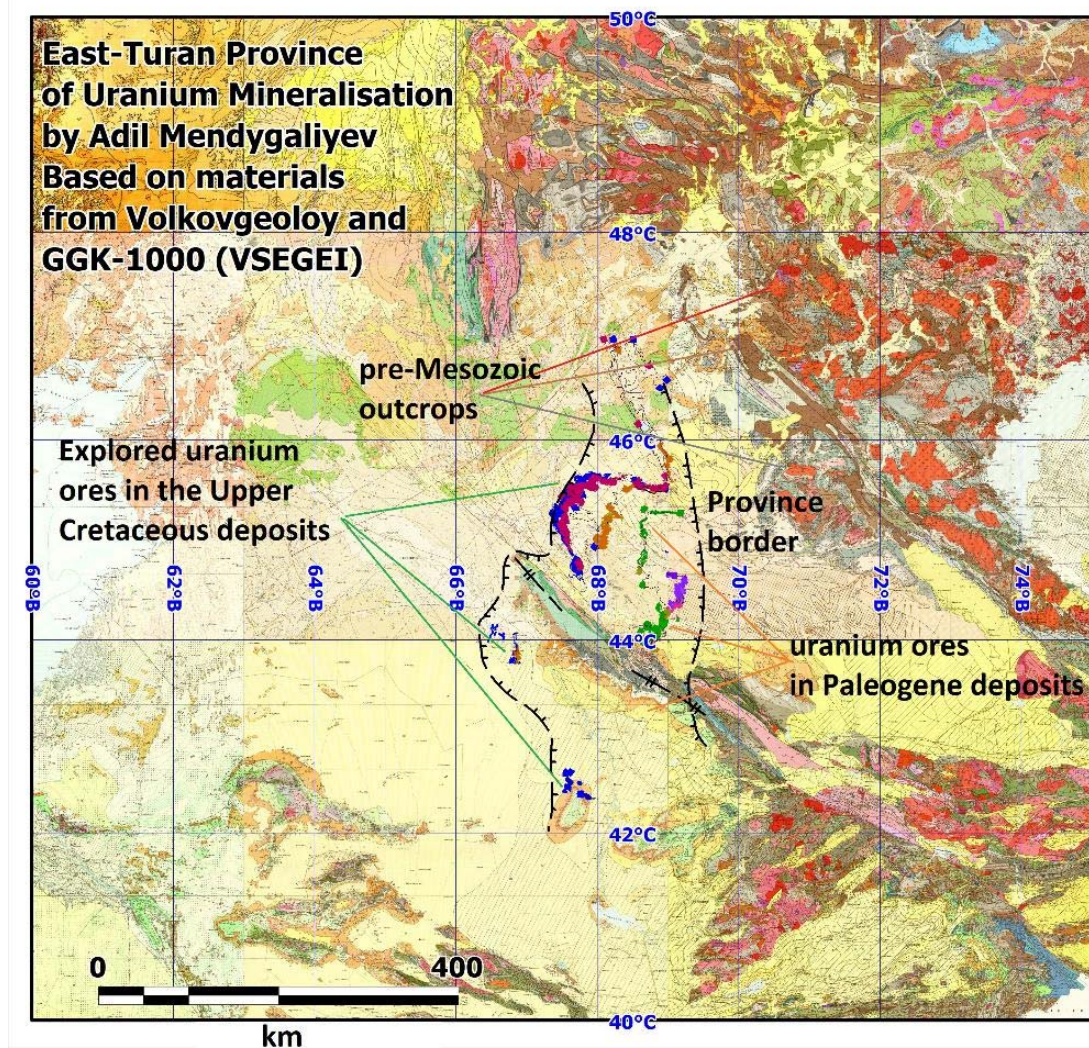 East-Turan Province
of Uranium Mineralisation
by Adil Mendygaliyev
Based on materials
from Volkovgeoloy and
GGK-1000 (VSEGEI)
50°С
48°С
pre-Mesozoic
outcrops
46°С
Explored uranium
ores in the Upper
Cretaceous deposits
Province
border
60°В
62°В
64°В
66°В
68°В
70°В
72°В
74°В
44°С
uranium ores
in Paleogene deposits
42°С
0
400
km
40°С